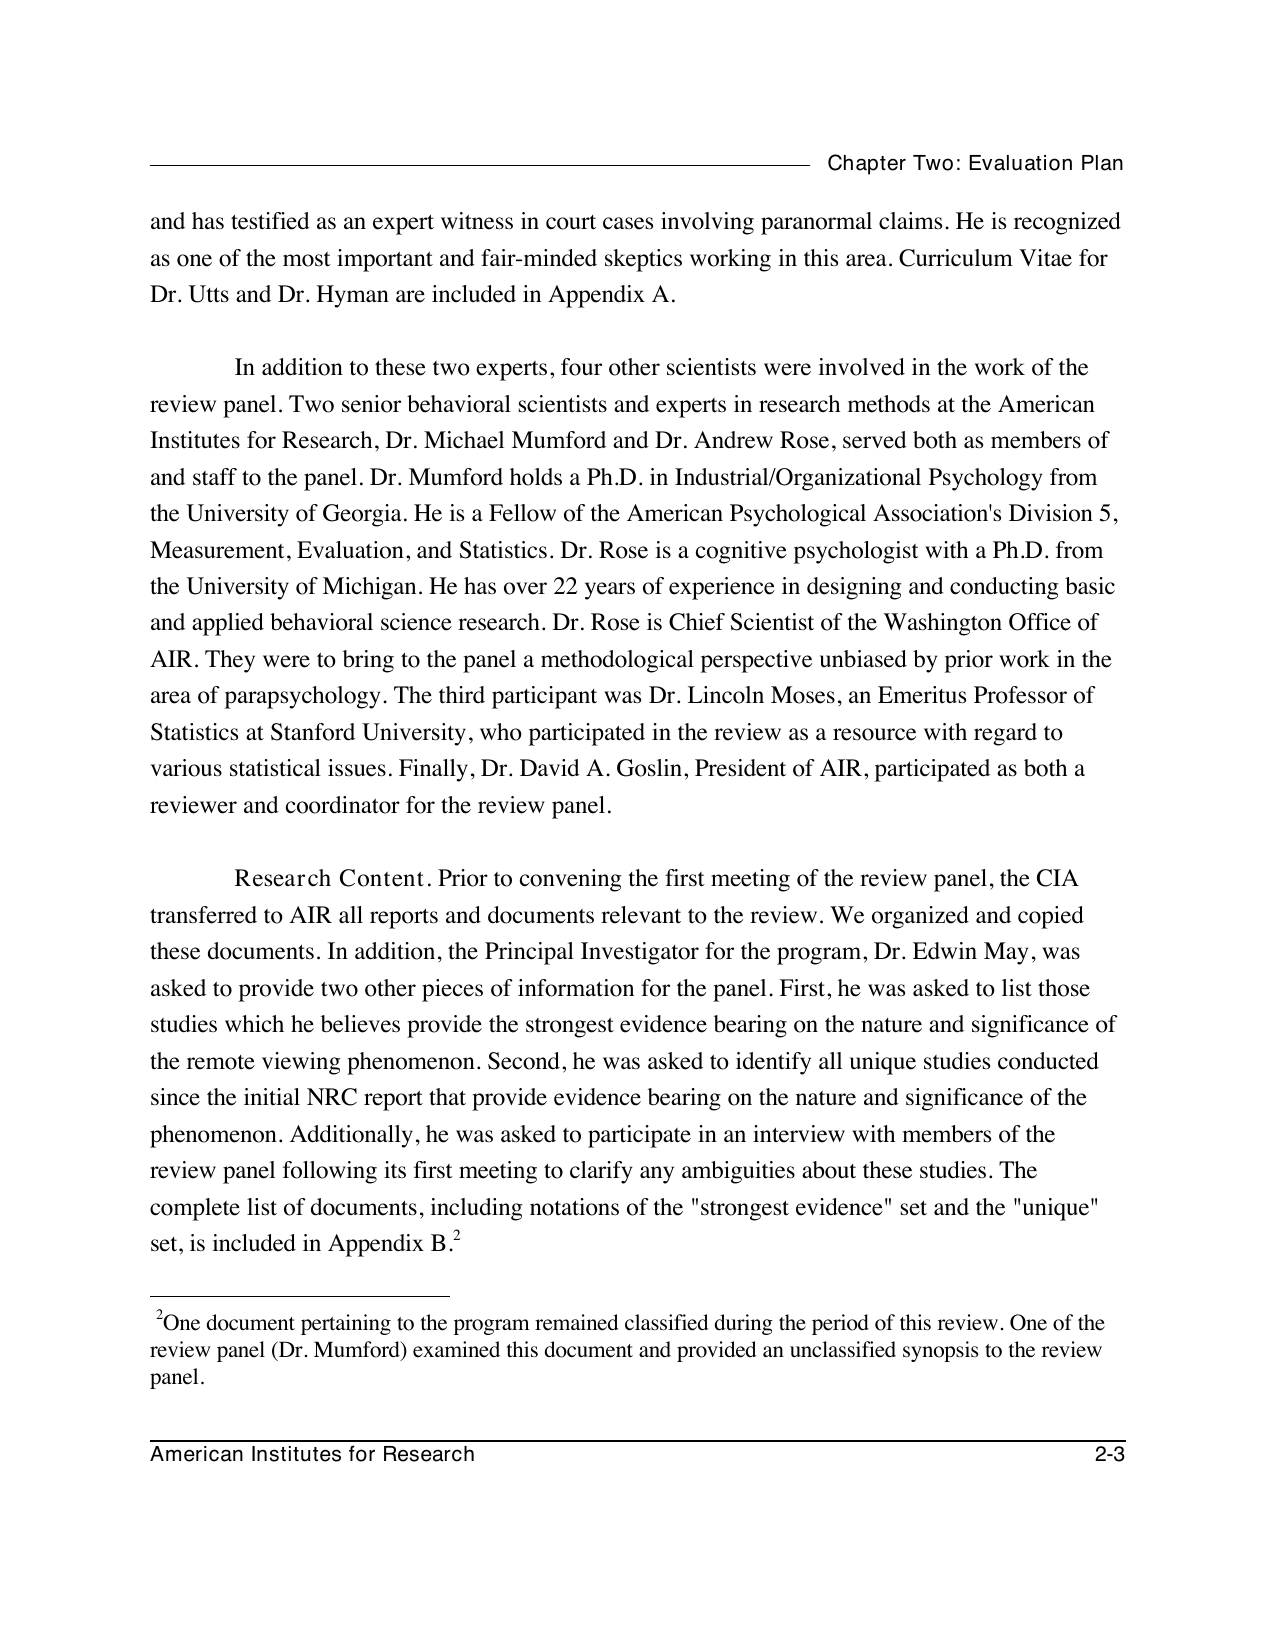 Chapter Two: Evaluation Plan
and has testified as an expert witness in court cases involving paranormal claims. He is recognized
as one of the most important and fair-minded skeptics working in this area. Curriculum Vitae for
Dr. Utts and Dr. Hyman are included in Appendix A.
In addition to these two experts, four other scientists were involved in the work of the
review panel. Two senior behavioral scientists and experts in research methods at the American
Institutes for Research, Dr. Michael Mumford and Dr. Andrew Rose, served both as members of
and staff to the panel. Dr. Mumford holds a Ph.D. in Industrial/Organizational Psychology from
the University of Georgia. He is a Fellow of the American Psychological Association's Division 5,
Measurement, Evaluation, and Statistics. Dr. Rose is a cognitive psychologist with a Ph.D. from
the University of Michigan. He has over 22 years of experience in designing and conducting basic
and applied behavioral science research. Dr. Rose is Chief Scientist of the Washington Office of
AIR. They were to bring to the panel a methodological perspective unbiased by prior work in the
area of parapsychology. The third participant was Dr. Lincoln Moses, an Emeritus Professor of
Statistics at Stanford University, who participated in the review as a resource with regard to
various statistical issues. Finally, Dr. David A. Goslin, President of AIR, participated as both a
reviewer and coordinator for the review panel.
Research Content. Prior to convening the first meeting of the review panel, the CIA
transferred to AIR all reports and documents relevant to the review. We organized and copied
these documents. In addition, the Principal Investigator for the program, Dr. Edwin May, was
asked to provide two other pieces of information for the panel. First, he was asked to list those
studies which he believes provide the strongest evidence bearing on the nature and significance of
the remote viewing phenomenon. Second, he was asked to identify all unique studies conducted
since the initial NRC report that provide evidence bearing on the nature and significance of the
phenomenon. Additionally, he was asked to participate in an interview with members of the
review panel following its first meeting to clarify any ambiguities about these studies. The
complete list of documents, including notations of the "strongest evidence" set and the "unique"
set, is included in Appendix B.2
2One document pertaining to the program remained classified during the period of this review. One of the
review panel (Dr. Mumford) examined this document and provided an unclassified synopsis to the review
panel.
American Institutes for Research 2-3